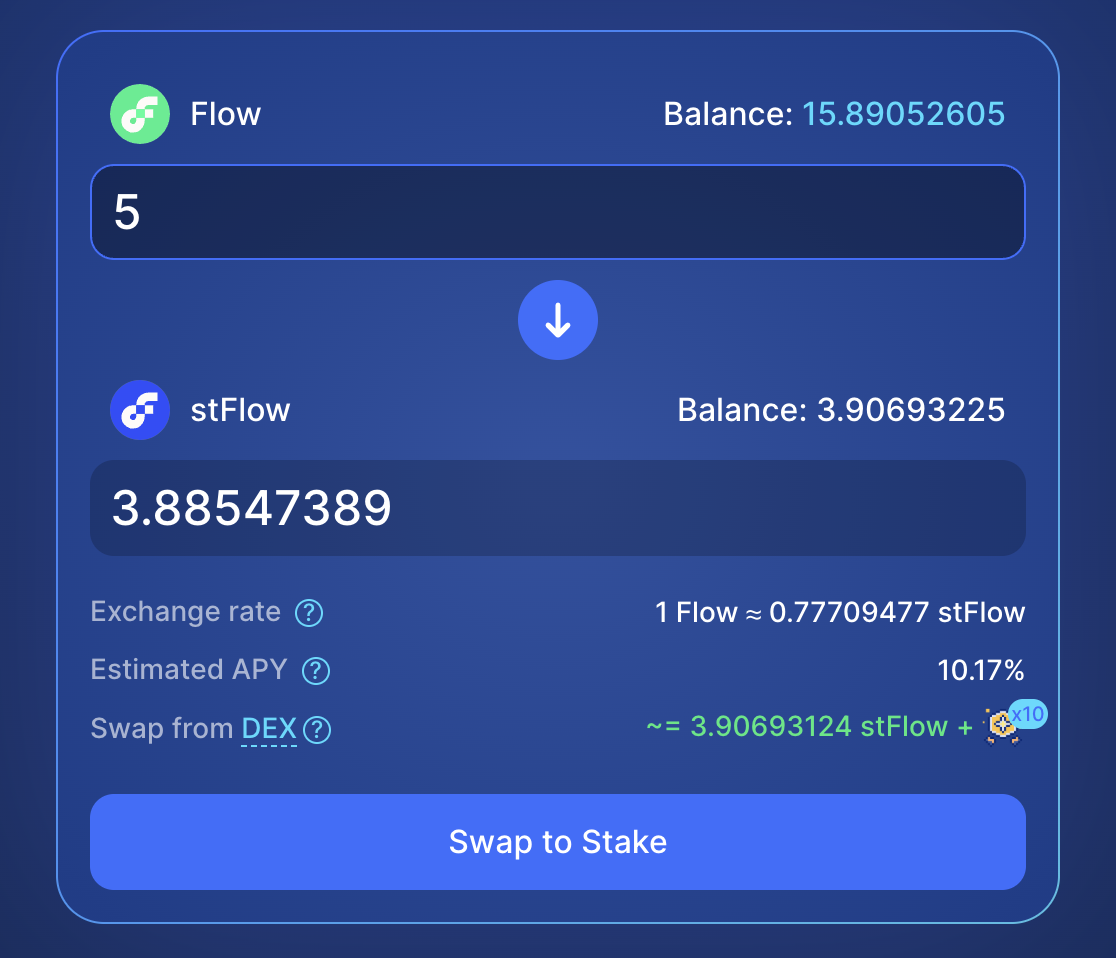 Flow Balance: 15.89052605
5
stFlow Balance: 3.90693225
3.88547389
Exchange rate ? 1 Flow ≈ 0.77709477 stFlow
Estimated APY ? 10.17%
Swap from DEX ? ~= 3.90693124 stFlow + x10
Swap to Stake